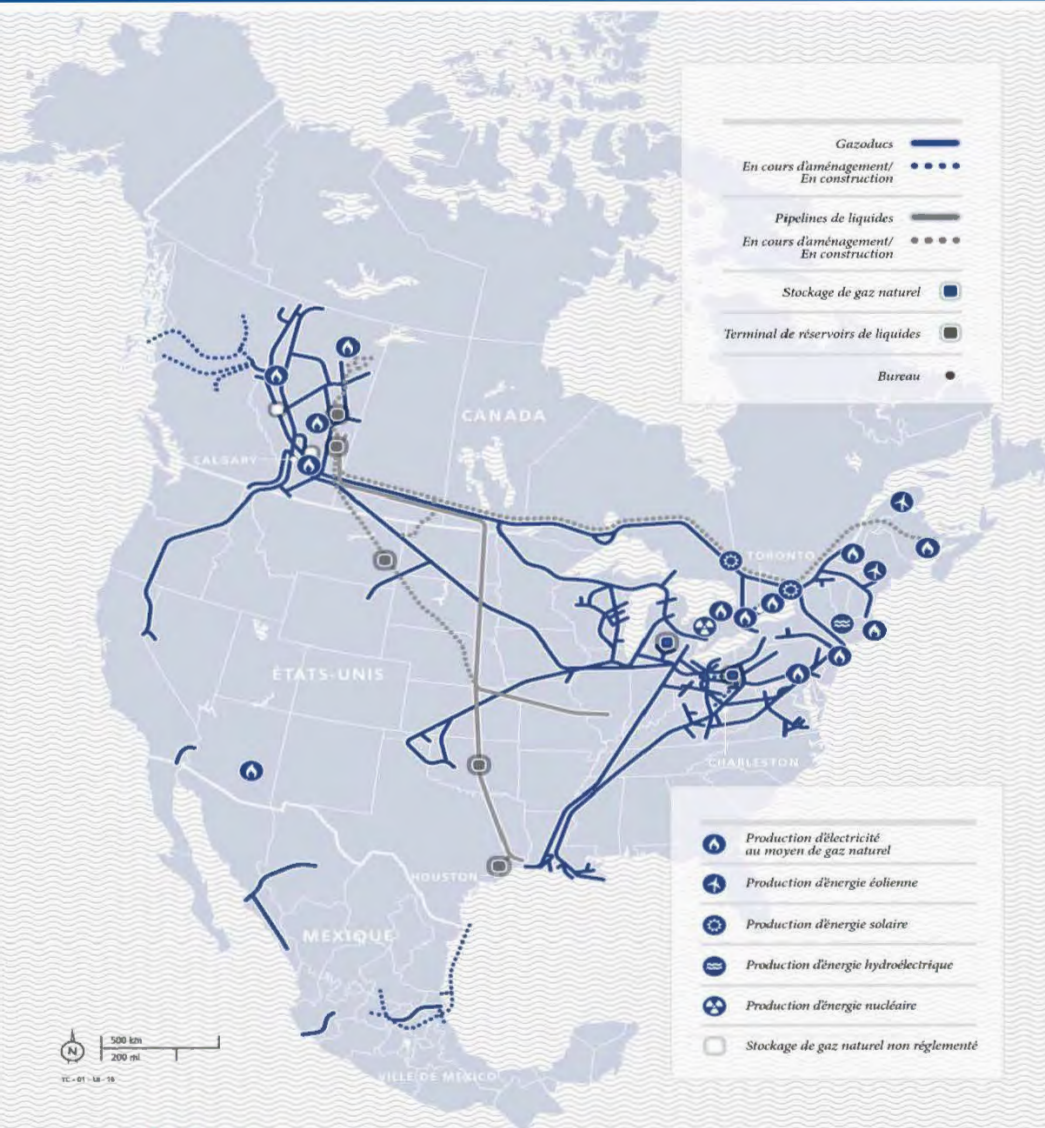 Gazoducs
En cours d'aménagement/
En construction
Pipelines de liquides
En cours d'aménagement/
En construction
Stockage de gaz naturel
Terminal de réservoirs de liquides
Bureau
CANADA
CALGARY
TORONTO
ÉTATS-UNIS
CHARLESTON
HOUSTON
MEXIQUE
VILLE DE MEXICO
Production d'électricité
au moyen de gaz naturel
Production d'énergie éolienne
Production d'énergie solaire
Production d'énergie hydroélectrique
Production d'énergie nucléaire
Stockage de gaz naturel non réglementé
N
500 km
200 mi